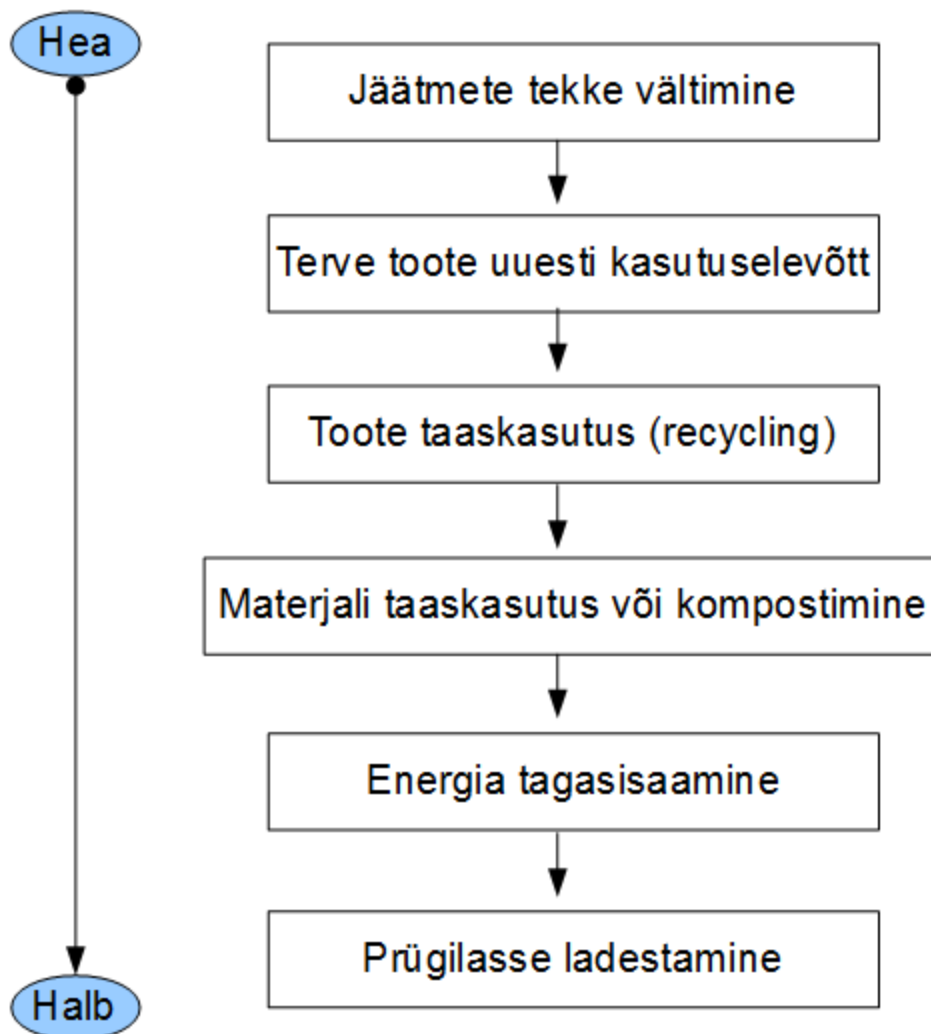 Hea
Jäätmete tekke vältimine
Terve toote uuesti kasutuselevõtt
Toote taaskasutus (recycling)
Materjali taaskasutus või kompostimine
Energia tagasisaamine
Prügilasse ladestamine
Halb